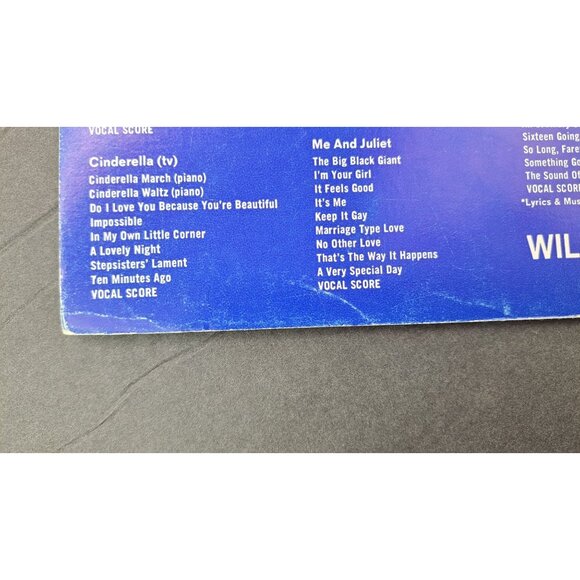 VOCAL SCORE
Cinderella (tv)
Cinderella March (piano)
Cinderella Waltz (piano)
Do I Love You Because You're Beautiful
Impossible
In My Own Little Corner
A Lovely Night
Stepsisters' Lament
Ten Minutes Ago
VOCAL SCORE
Me And Juliet
The Big Black Giant
I'm Your Girl
It Feels Good
It's Me
Keep It Gay
Marriage Type Love
No Other Love
That's The Way It Happens
A Very Special Day
VOCAL SCORE
Sixteen Going
So Long, Fare
Something Go
The Sound Of
VOCAL SCORE
*Lyrics & Mus
WIL